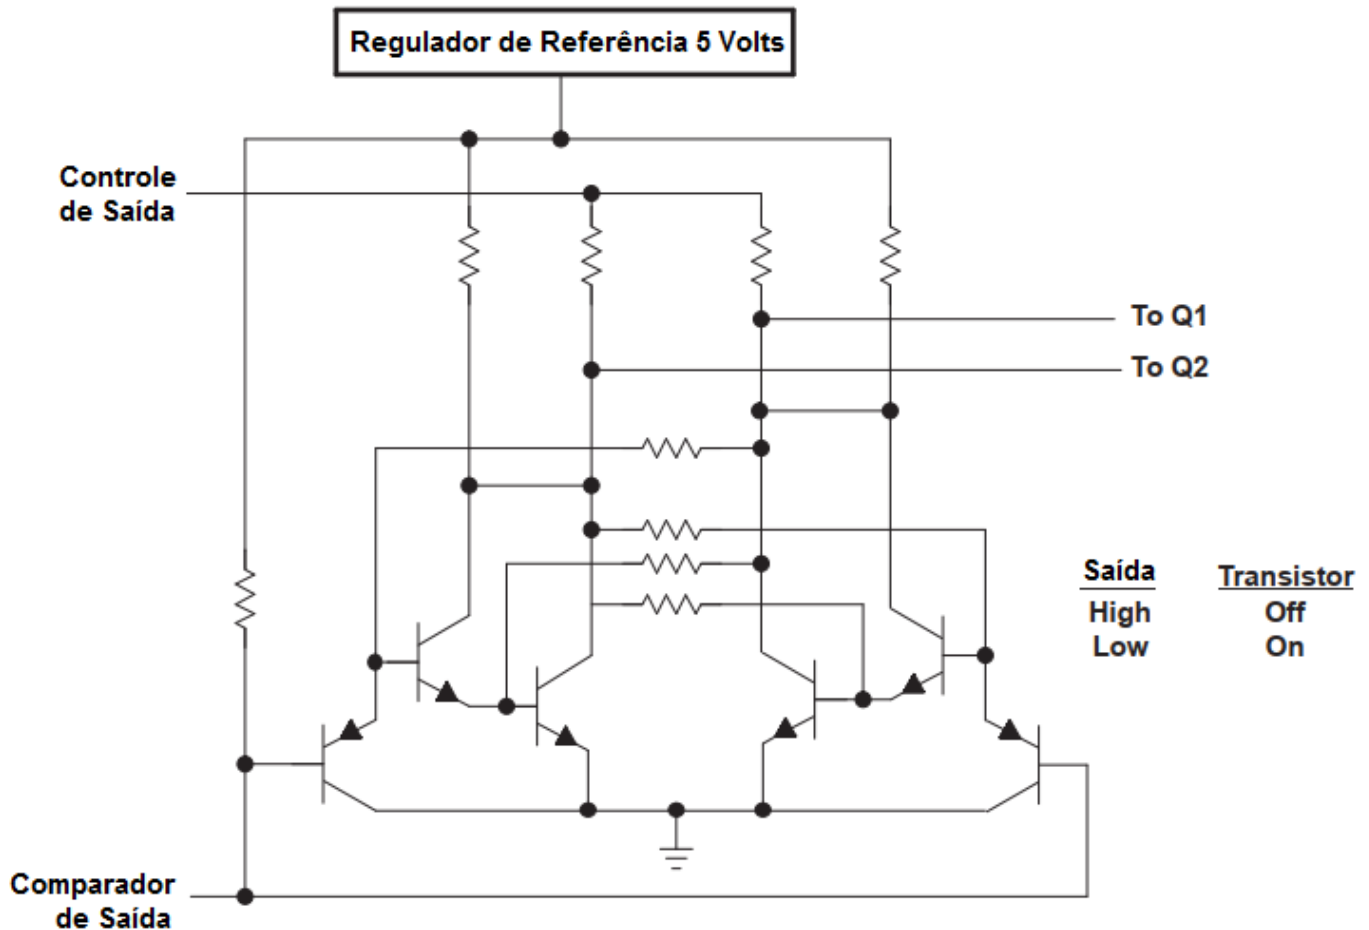 Regulador de Referência 5 Volts
Controle
de Saída
To Q1
To Q2
Saída Transistor
High Off
Low On
Comparador
de Saída